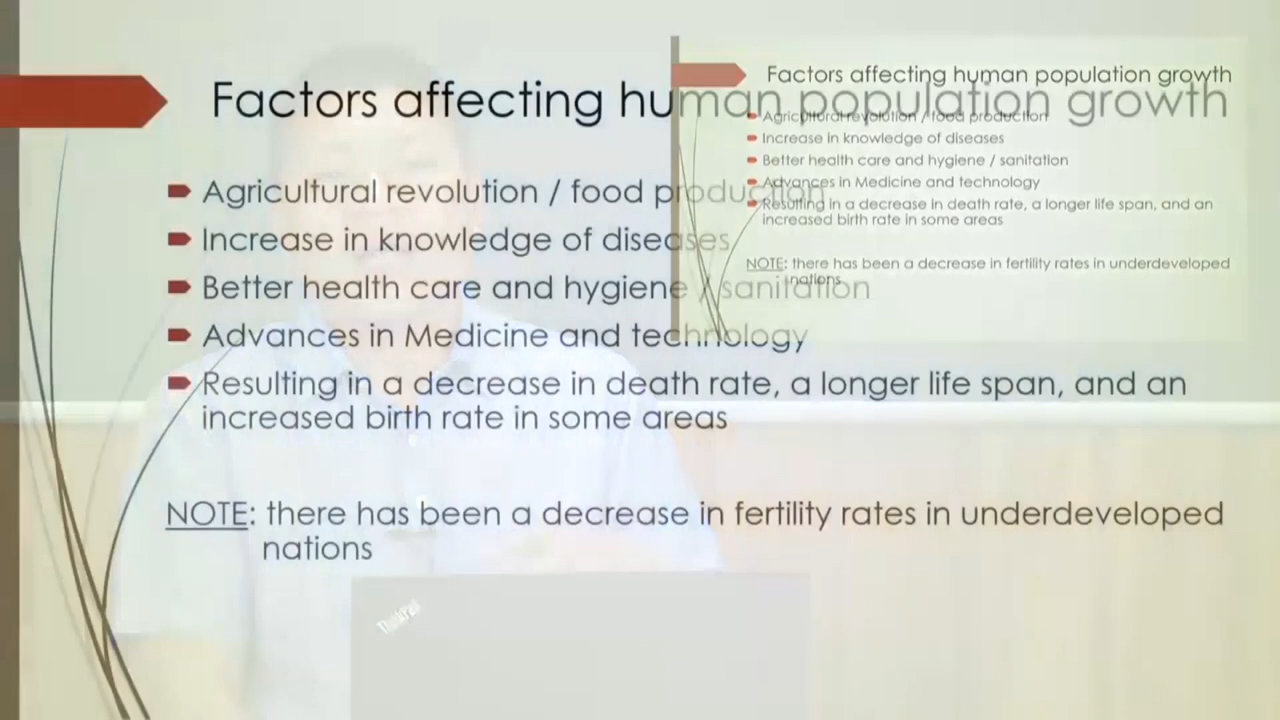 Factors affecting human population growth
Agricultural revolution / food production
Increase in knowledge of diseases
Better health care and hygiene / sanitation
Advances in Medicine and technology
Resulting in a decrease in death rate, a longer life span, and an
increased birth rate in some areas
NOTE: there has been a decrease in fertility rates in underdeveloped
nations
Factors affecting human population growth
Agricultural revolution / food production
Increase in knowledge of diseases
Better health care and hygiene / sanitation
Advances in Medicine and technology
Resulting in a decrease in death rate, a longer life span, and an
increased birth rate in some areas
NOTE: there has been a decrease in fertility rates in underdeveloped
nations
ThinkPad